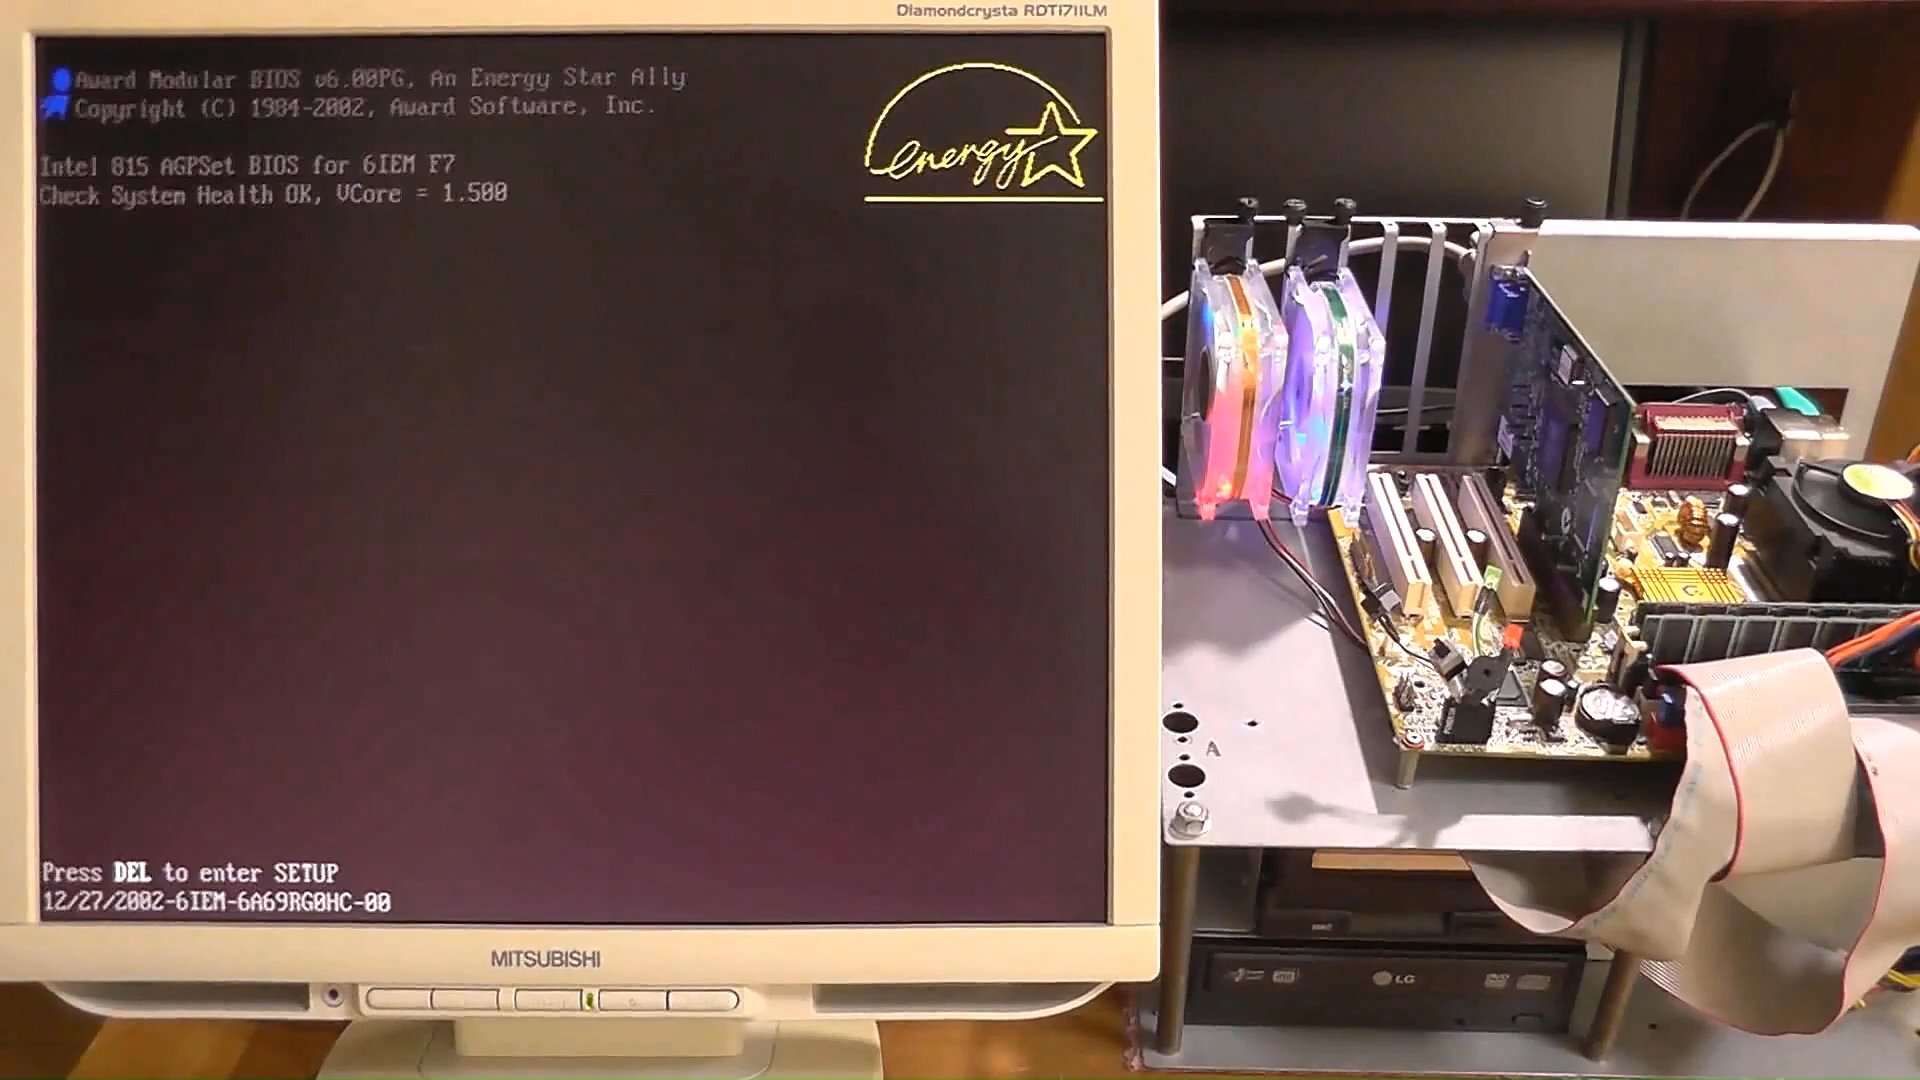 Diamondcrysta RDT1711LM
Award Modular BIOS v6.00PG, An Energy Star Ally
Copyright (C) 1984-2002, Award Software, Inc.
energy
Intel 815 AGPSet BIOS for 6IEM F7
Check System Health OK, VCore = 1.500
Press DEL to enter SETUP
12/27/2002-6IEM-6A69RG0HC-00
MITSUBISHI
A
LG